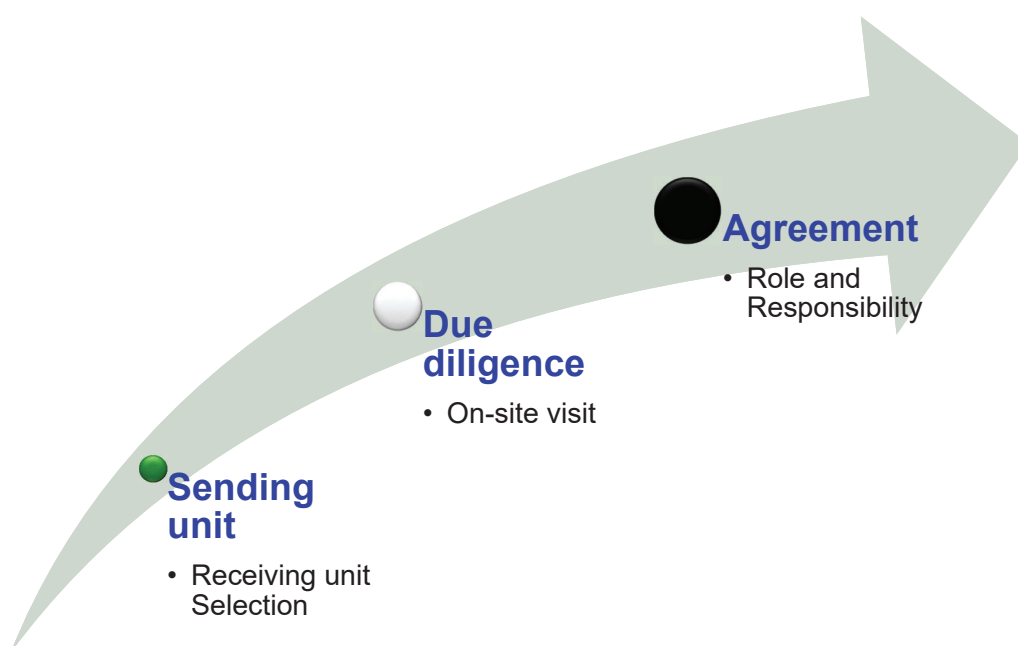 Sending
unit
• Receiving unit
Selection
Due
diligence
• On-site visit
Agreement
• Role and
Responsibility